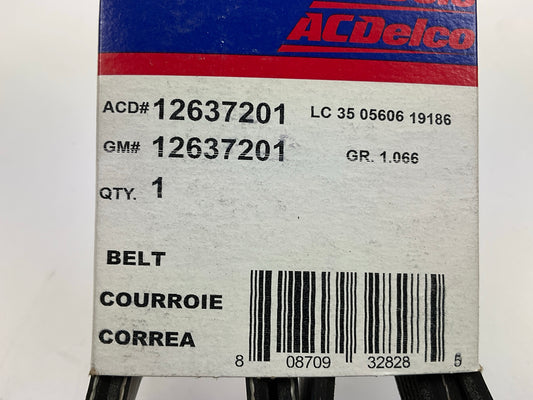 ACDelco
ACD# 12637201 LC 35 05606 19186
GM# 12637201 GR. 1.066
QTY. 1
BELT
COURROIE
CORREA
8 08709 32828 5